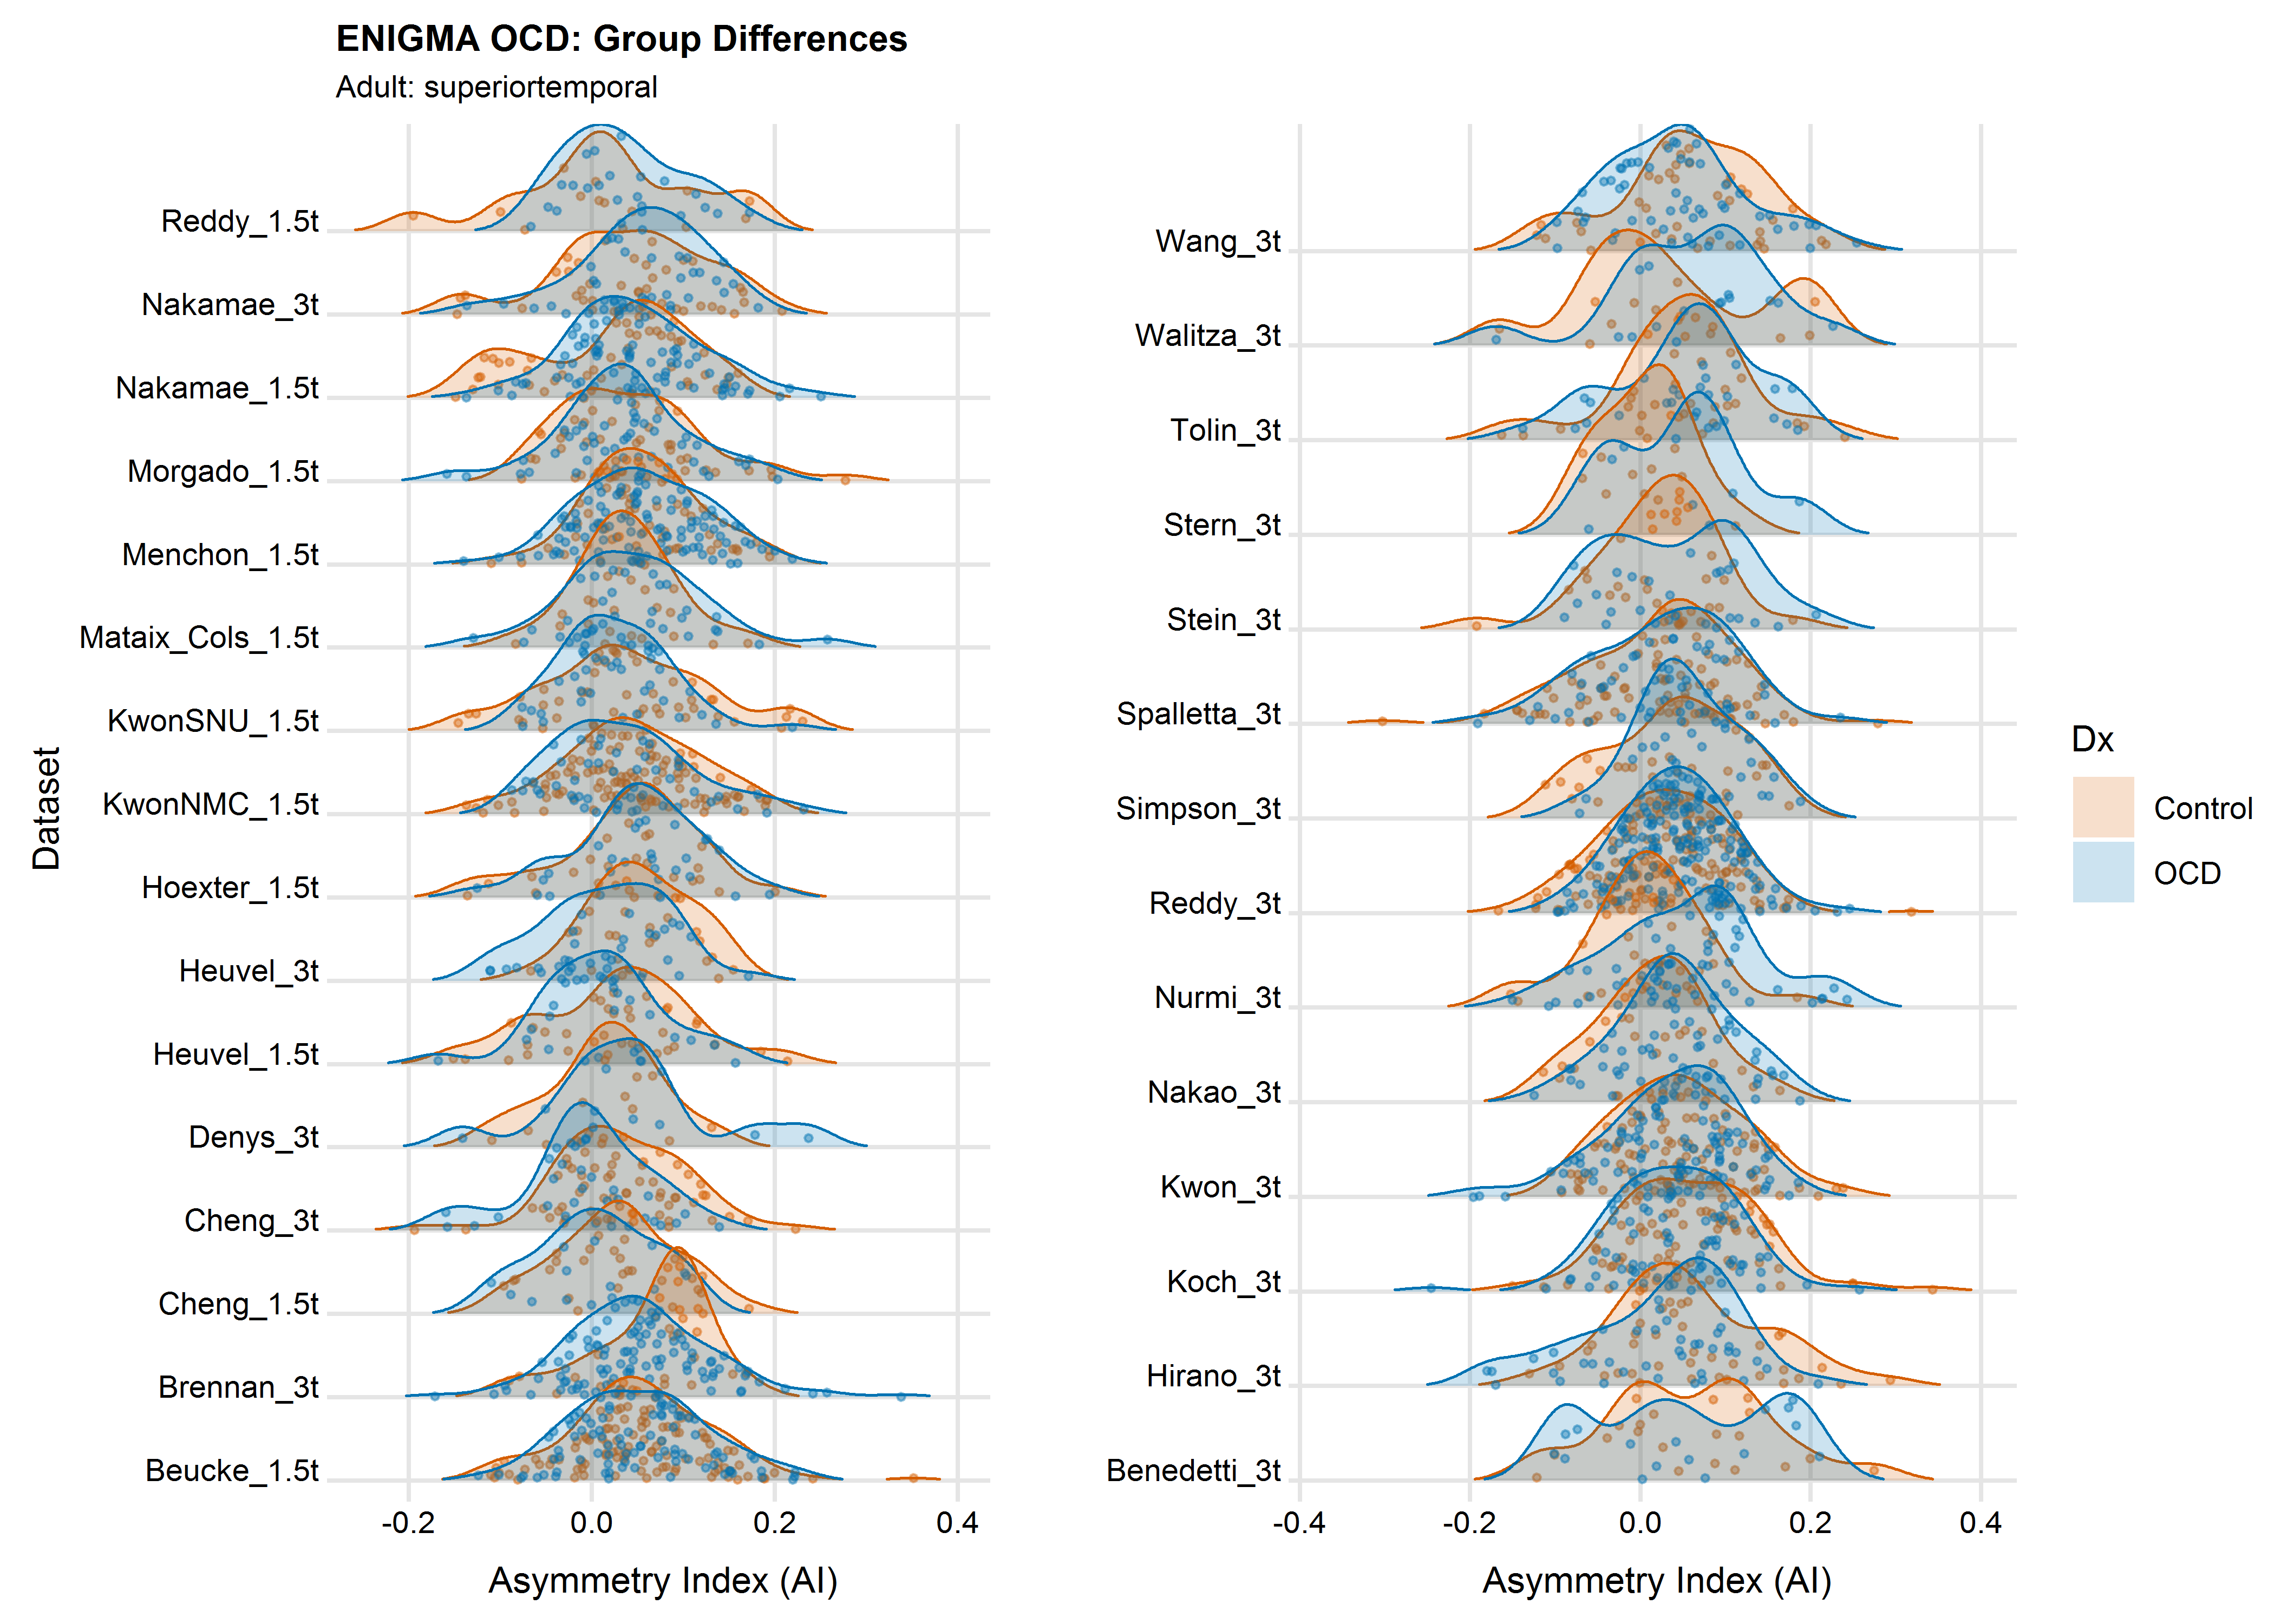 ENIGMA OCD: Group Differences
Adult: superiortemporal
Dataset
Reddy_1.5t
Nakamae_3t
Nakamae_1.5t
Morgado_1.5t
Menchon_1.5t
Mataix_Cols_1.5t
KwonSNU_1.5t
KwonNMC_1.5t
Hoexter_1.5t
Heuvel_3t
Heuvel_1.5t
Denys_3t
Cheng_3t
Cheng_1.5t
Brennan_3t
Beucke_1.5t
-0.2 0.0 0.2 0.4
Asymmetry Index (AI)
Wang_3t
Walitza_3t
Tolin_3t
Stern_3t
Stein_3t
Spalletta_3t
Simpson_3t
Reddy_3t
Nurmi_3t
Nakao_3t
Kwon_3t
Koch_3t
Hirano_3t
Benedetti_3t
-0.4 -0.2 0.0 0.2 0.4
Asymmetry Index (AI)
Dx
Control
OCD